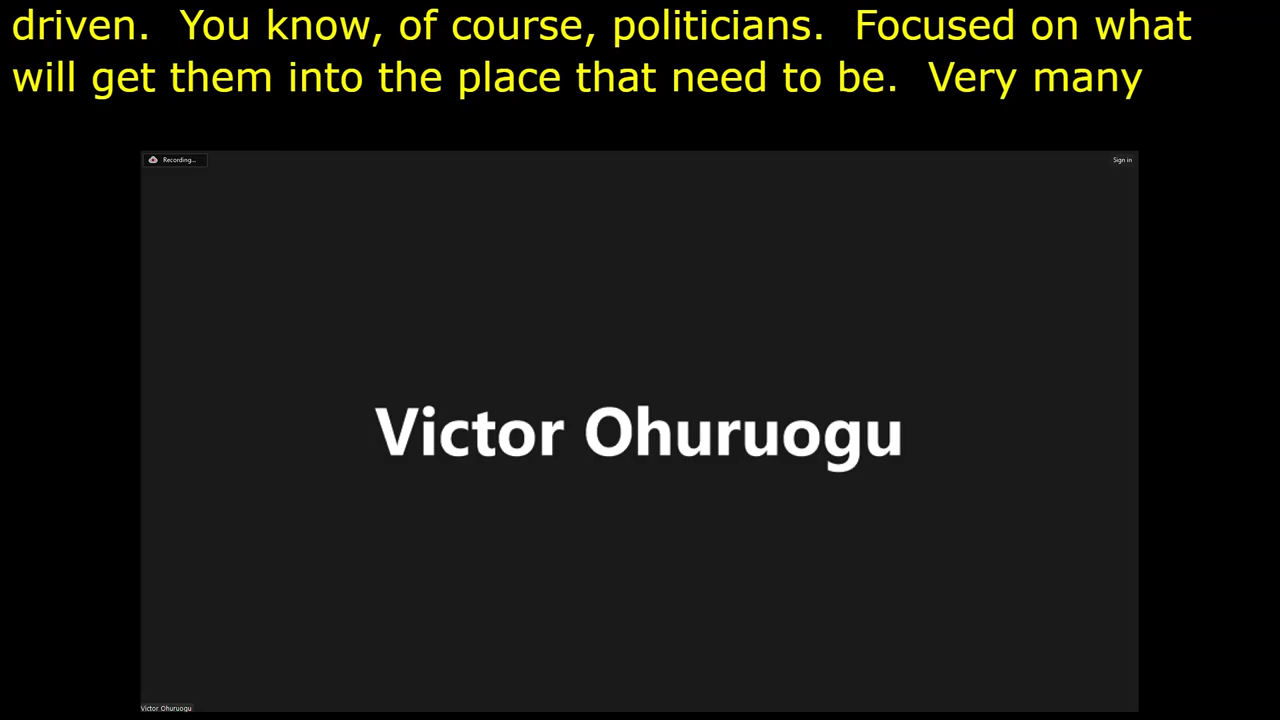 driven.  You know, of course, politicians.  Focused on what
will get them into the place that need to be.  Very many
Recording...
Sign in
Victor Ohuruogu
Victor Ohuruogu